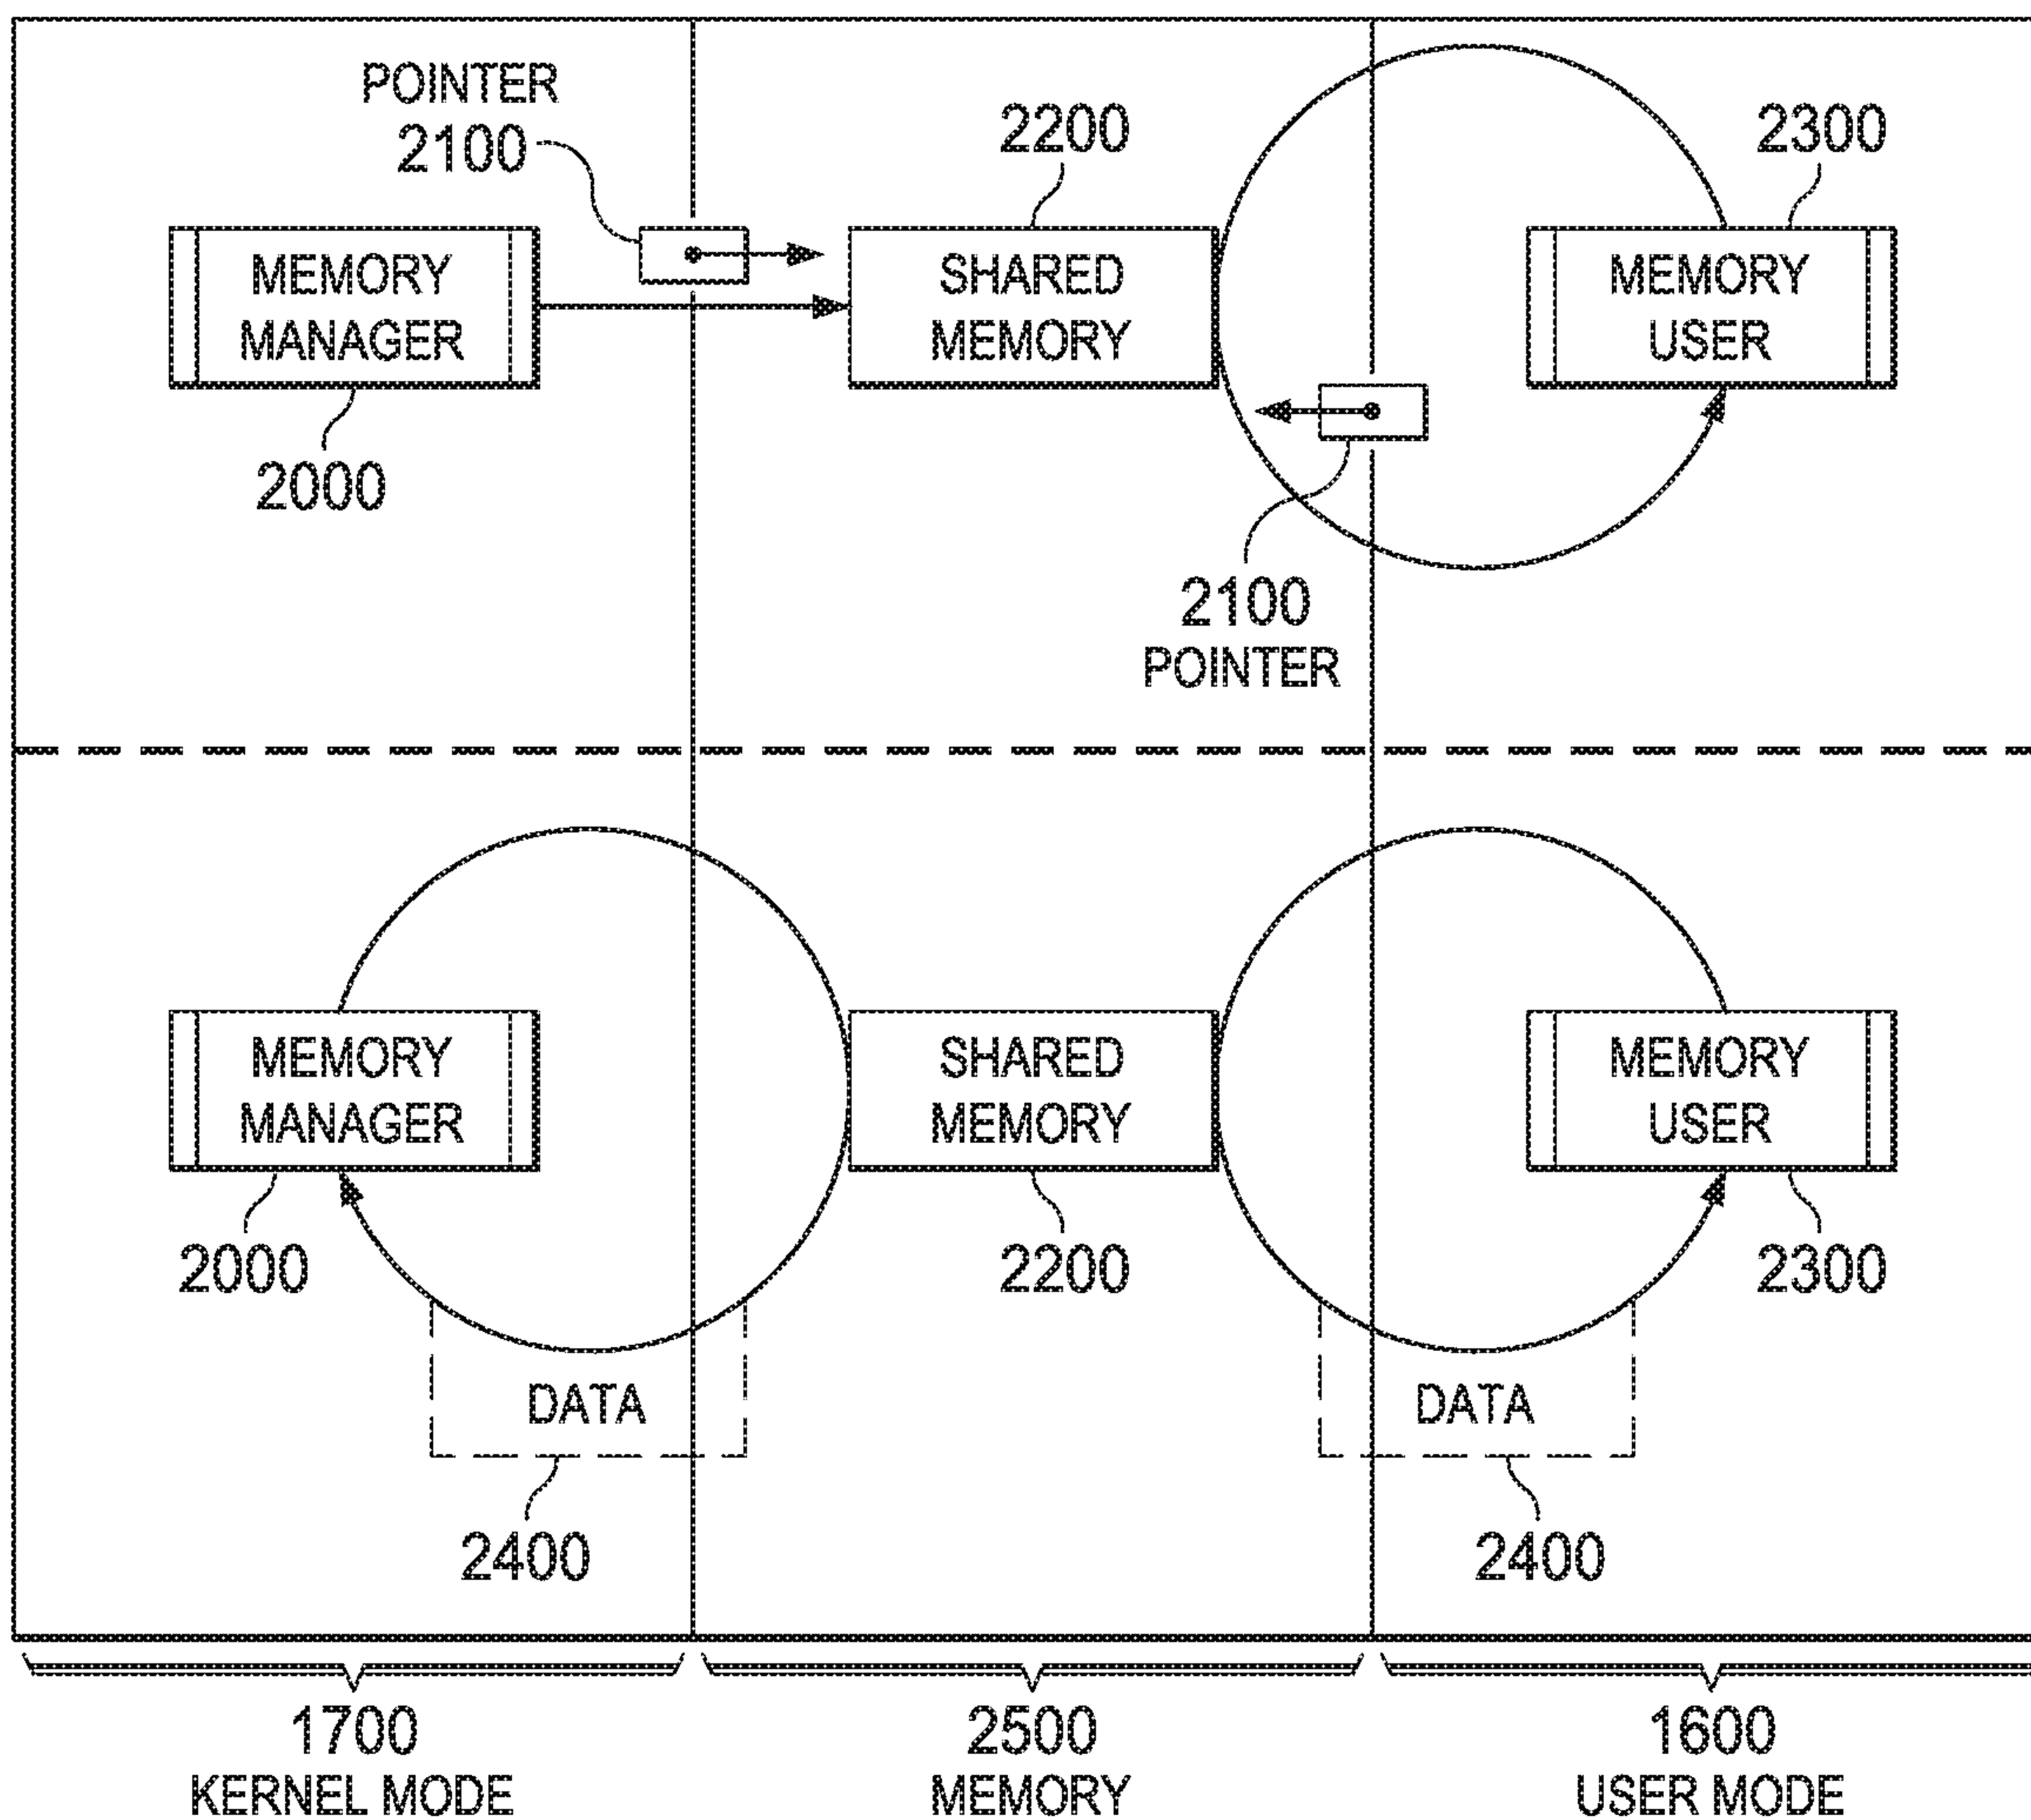 POINTER
2100
2200
2300
MEMORY
MANAGER
SHARED
MEMORY
MEMORY
USER
2000
2100
POINTER
MEMORY
MANAGER
SHARED
MEMORY
MEMORY
USER
2000
2200
2300
DATA
DATA
2400
2400
1700
KERNEL MODE
2500
MEMORY
1600
USER MODE